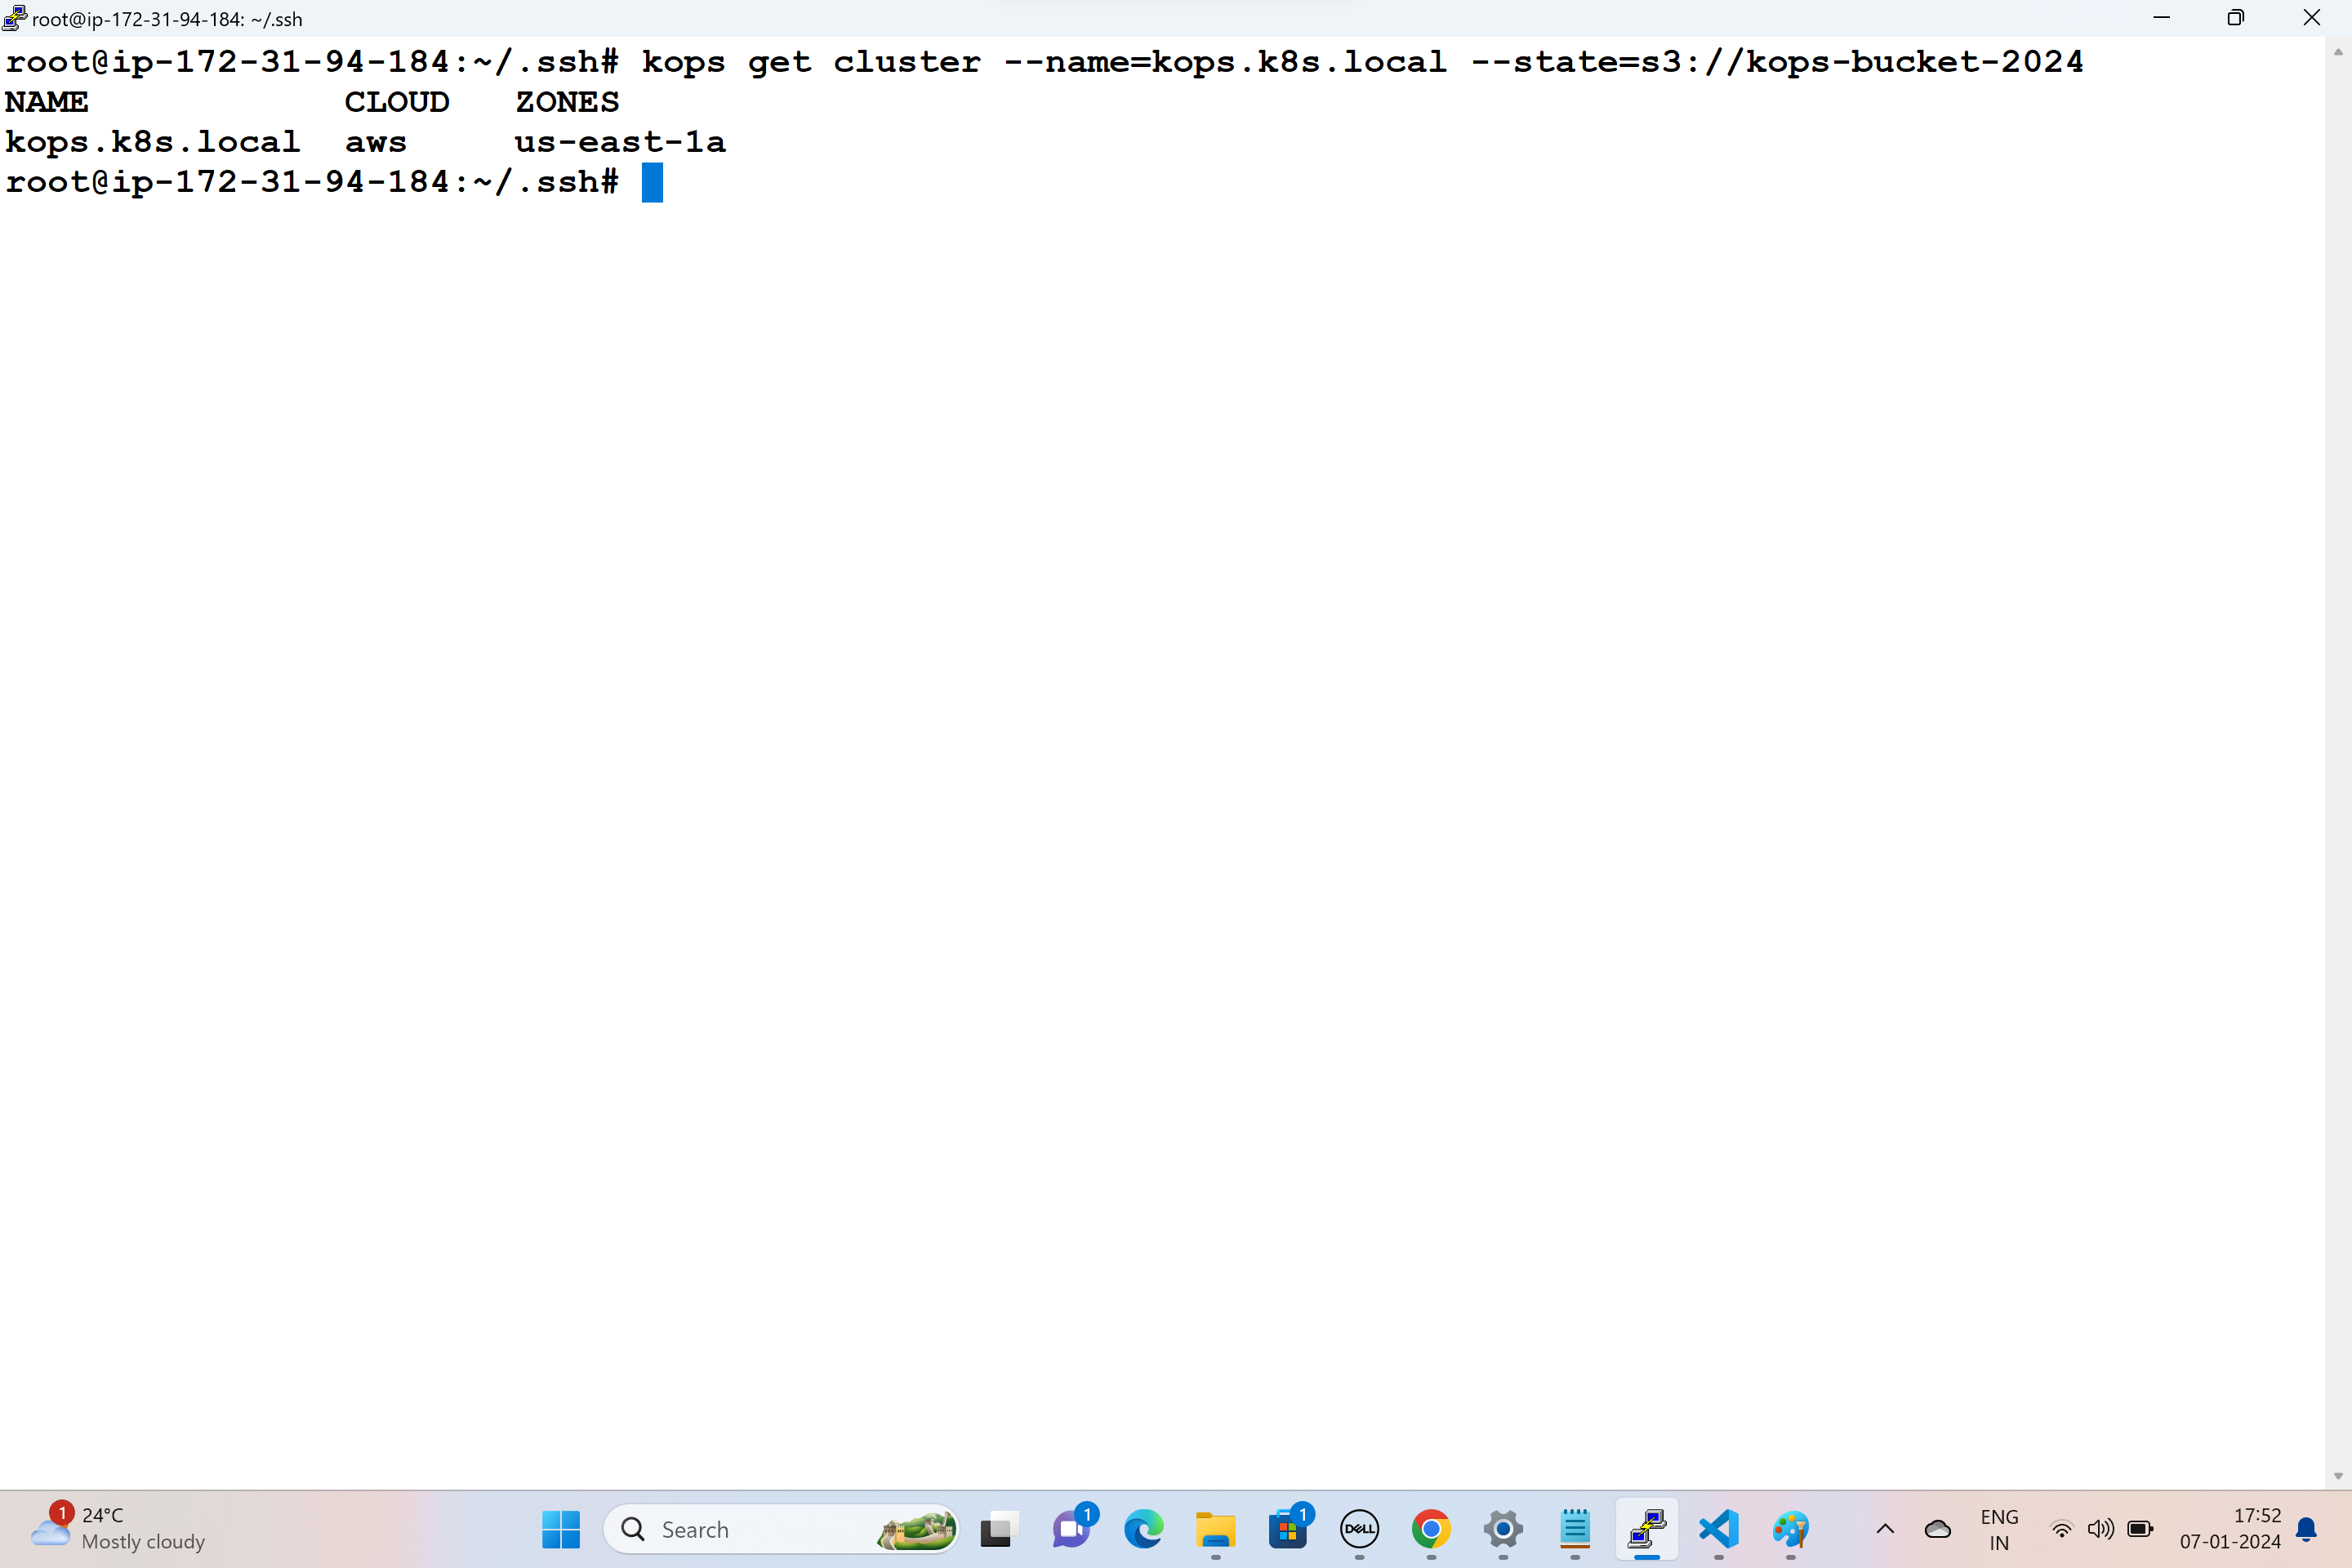 root@ip-172-31-94-184: ~/.ssh
root@ip-172-31-94-184:~/.ssh# kops get cluster --name=kops.k8s.local --state=s3://kops-bucket-2024
NAME CLOUD ZONES
kops.k8s.local aws us-east-1a
root@ip-172-31-94-184:~/.ssh#
1
24°C
Mostly cloudy
Search
1
1
DELL
ENG
IN
17:52
07-01-2024